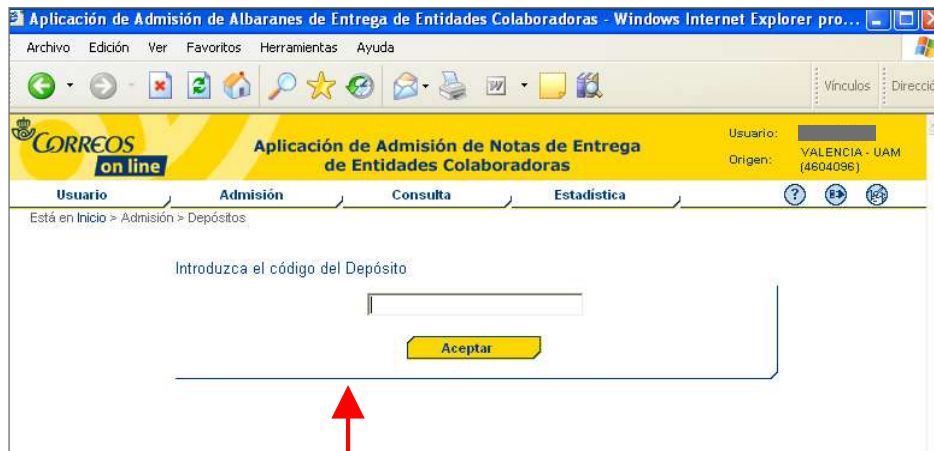 Aplicación de Admisión de Albaranes de Entrega de Entidades Colaboradoras - Windows Internet Explorer pro...
Archivo Edición Ver Favoritos Herramientas Ayuda
Vínculos Direcció
CORREOS
on line
Aplicación de Admisión de Notas de Entrega
de Entidades Colaboradoras
Usuario:
Origen: VALENCIA - UAM
(4604096)
Usuario Admisión Consulta Estadística ?
Está en Inicio > Admisión > Depósitos
Introduzca el código del Depósito
Aceptar